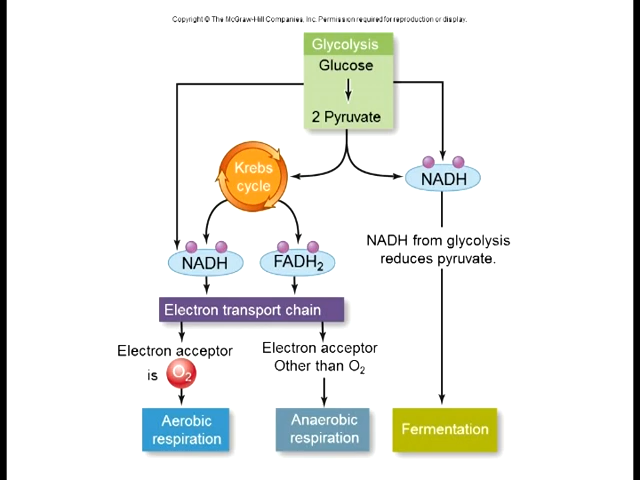 Copyright © The McGraw-Hill Companies, Inc. Permission required for reproduction or display.
Glycolysis
Glucose
2 Pyruvate
Krebs
cycle
NADH
NADH from glycolysis
reduces pyruvate.
NADH
FADH₂
Electron transport chain
Electron acceptor
is O₂
Electron acceptor
Other than O₂
Aerobic
respiration
Anaerobic
respiration
Fermentation